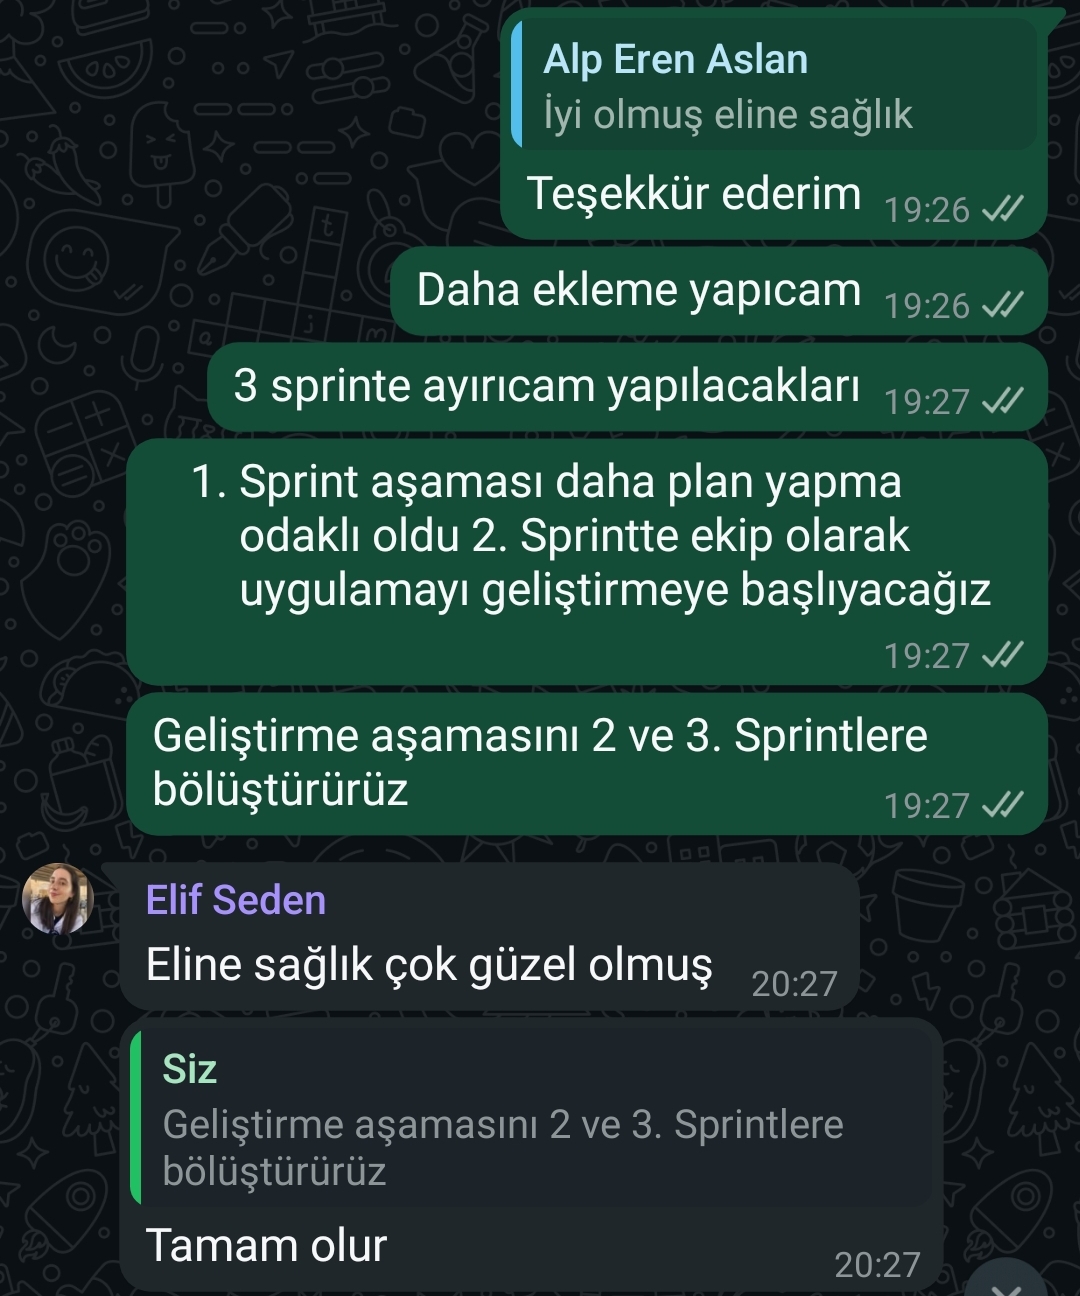 Alp Eren Aslan
İyi olmuş eline sağlık
Teşekkür ederim 19:26
Daha ekleme yapıcam 19:26
3 sprinte ayırıcam yapılacakları 19:27
1. Sprint aşaması daha plan yapma
odaklı oldu 2. Sprintte ekip olarak
uygulamayı geliştirmeye başlıyacağız
19:27
Geliştirme aşamasını 2 ve 3. Sprintlere
bölüştürürüz 19:27
Elif Seden
Eline sağlık çok güzel olmuş 20:27
Siz
Geliştirme aşamasını 2 ve 3. Sprintlere
bölüştürürüz
Tamam olur 20:27